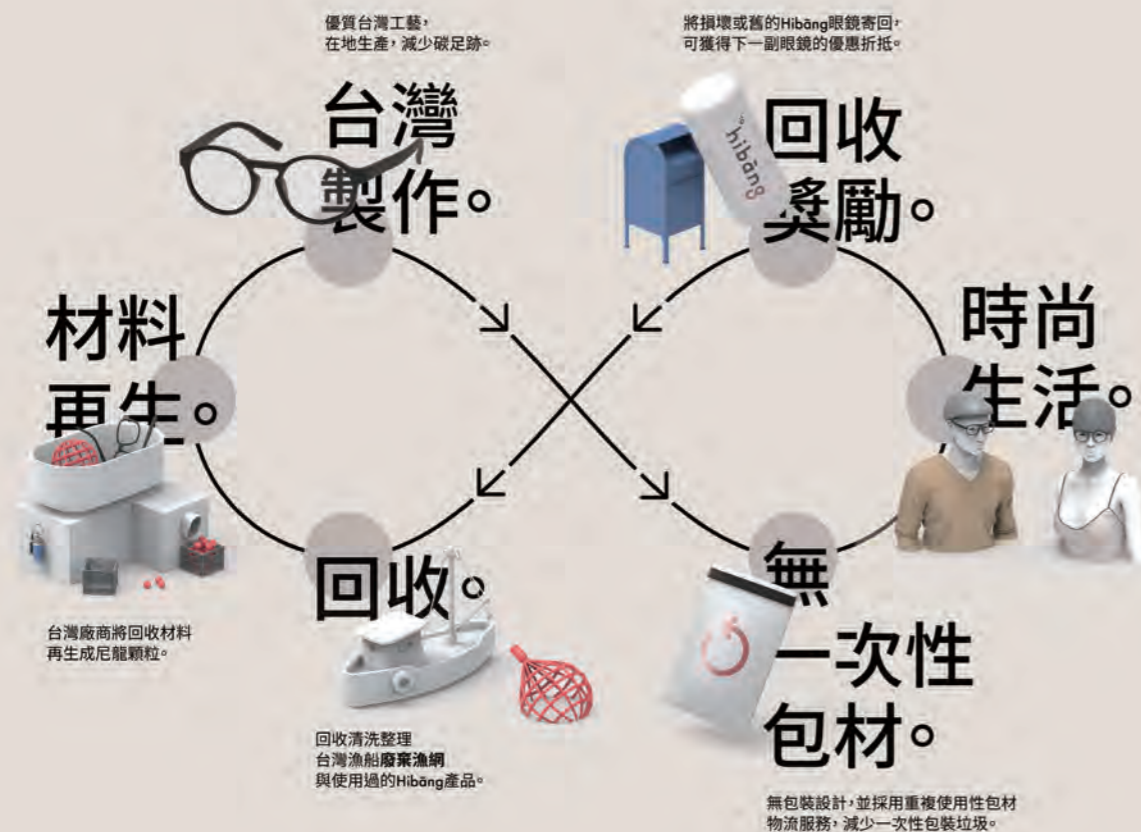 優質台灣工藝，
在地生產，減少碳足跡。
台灣
製作。
將損壞或舊的Hibāng眼鏡寄回，
可獲得下一副眼鏡的優惠折抵。
hibāng
回收
獎勵。
材料
再生。
台灣廠商將回收材料
再生成尼龍顆粒。
時尚
生活。
回收。
回收清洗整理
台灣漁船廢棄漁網
與使用過的Hibāng產品。
無
一次性
包材。
無包裝設計，並採用重複使用性包材
物流服務，減少一次性包裝垃圾。